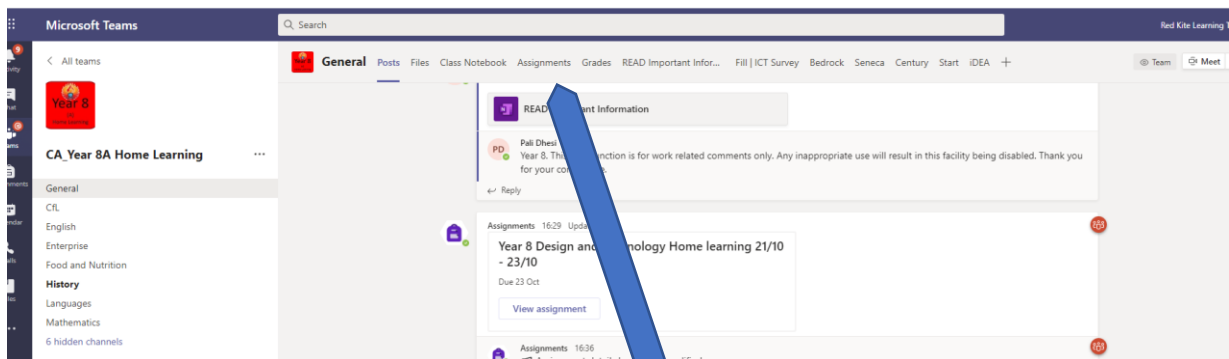 Microsoft Teams
Search
Red Kite Learning T
9
All teams
General Posts Files Class Notebook Assignments Grades READ Important Infor... Fill | ICT Survey Bedrock Seneca Century Start iDEA
Team
Meet
Year 8
CA_Year 8A Home Learning
...
General
CfL
English
Enterprise
Food and Nutrition
History
Languages
Mathematics
6 hidden channels
READ Information
PD
Pali Dhesi
Year 8. is for work related comments only. Any inappropriate use will result in this facility being disabled. Thank you
for your
Reply
Assignments 16:29
Year 8 Design and Home learning 21/10
- 23/10
Due 23 Oct
View assignment
Assignments 16:36